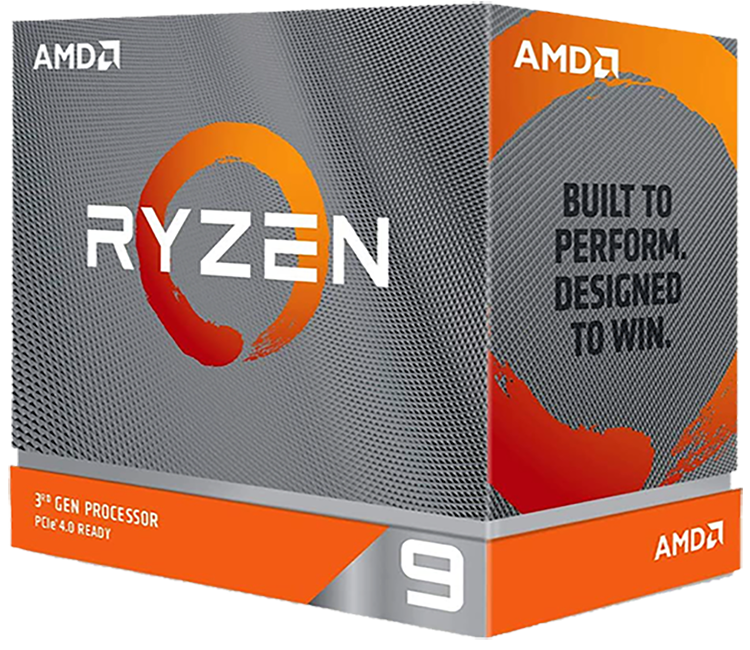 AMD
RYZEN
3RD GEN PROCESSOR
PCIe® 4.0 READY
9
AMD
BUILT TO
PERFORM.
DESIGNED
TO WIN.
AMD